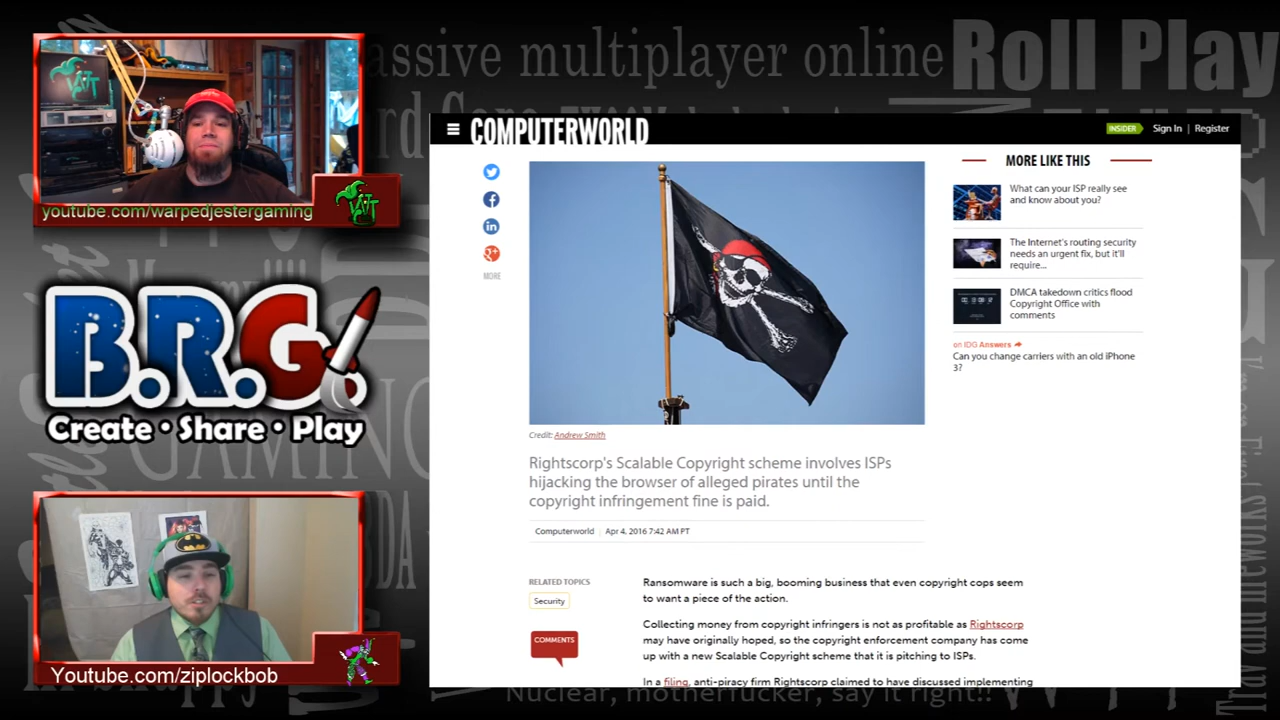 assive multiplayer online
Roll Play
youtube.com/warpedjestergaming
B.R.G.
Create • Share • Play
Youtube.com/ziplockbob
COMPUTERWORLD
INSIDER
Sign In | Register
MORE
Credit: Andrew Smith
Rightscorp's Scalable Copyright scheme involves ISPs
hijacking the browser of alleged pirates until the
copyright infringement fine is paid.
Computerworld | Apr 4, 2016 7:42 AM PT
RELATED TOPICS
Security
COMMENTS
Ransomware is such a big, booming business that even copyright cops seem
to want a piece of the action.
Collecting money from copyright infringers is not as profitable as Rightscorp
may have originally hoped, so the copyright enforcement company has come
up with a new Scalable Copyright scheme that it is pitching to ISPs.
In a filing, anti-piracy firm Rightscorp claimed to have discussed implementing
MORE LIKE THIS
What can your ISP really see
and know about you?
The Internet's routing security
needs an urgent fix, but it'll
require...
DMCA takedown critics flood
Copyright Office with
comments
on IDG Answers
Can you change carriers with an old iPhone
3?
GAMING
Nuclear, motherfucker, say it right!!